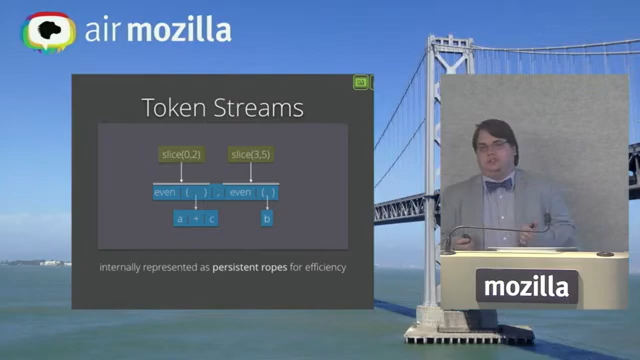 air mozilla
Token Streams
slice(0,2) slice(3,5)
even ( , ) , even ( , )
a + c b
internally represented as persistent ropes for efficiency
mozilla